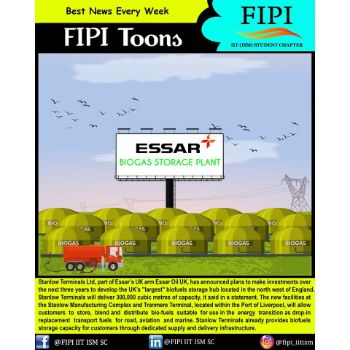 Best News Every Week
FIPI
FIPI Toons
IIT (ISM) STUDENT CHAPTER
ESSAR
BIOGAS STORAGE PLANT
BIOGAS BIOGAS BIOGAS BIOGAS BIOGAS BIOGAS
Stanlow Terminals Ltd, part of Essar's UK arm Essar Oil UK, has announced plans to make investments over
the next three years to develop the UK's "largest" biofuels storage hub located in the north west of England.
Stanlow Terminals will deliver 300,000 cubic metres of capacity, it said in a statement. The new facilities at
the Stanlow Manufacturing Complex and Tranmere Terminal, located within the Port of Liverpool, will allow
customers to store, blend and distribute bio-fuels suitable for use in the energy transition as drop-in
replacement transport fuels for road, aviation and marine. Stanlow Terminals already provides biofuels
storage capacity for customers through dedicated supply and delivery infrastructure.
@FIPI IIT ISM SC
@FIPI IIT ISM SC
@fipi_iitism